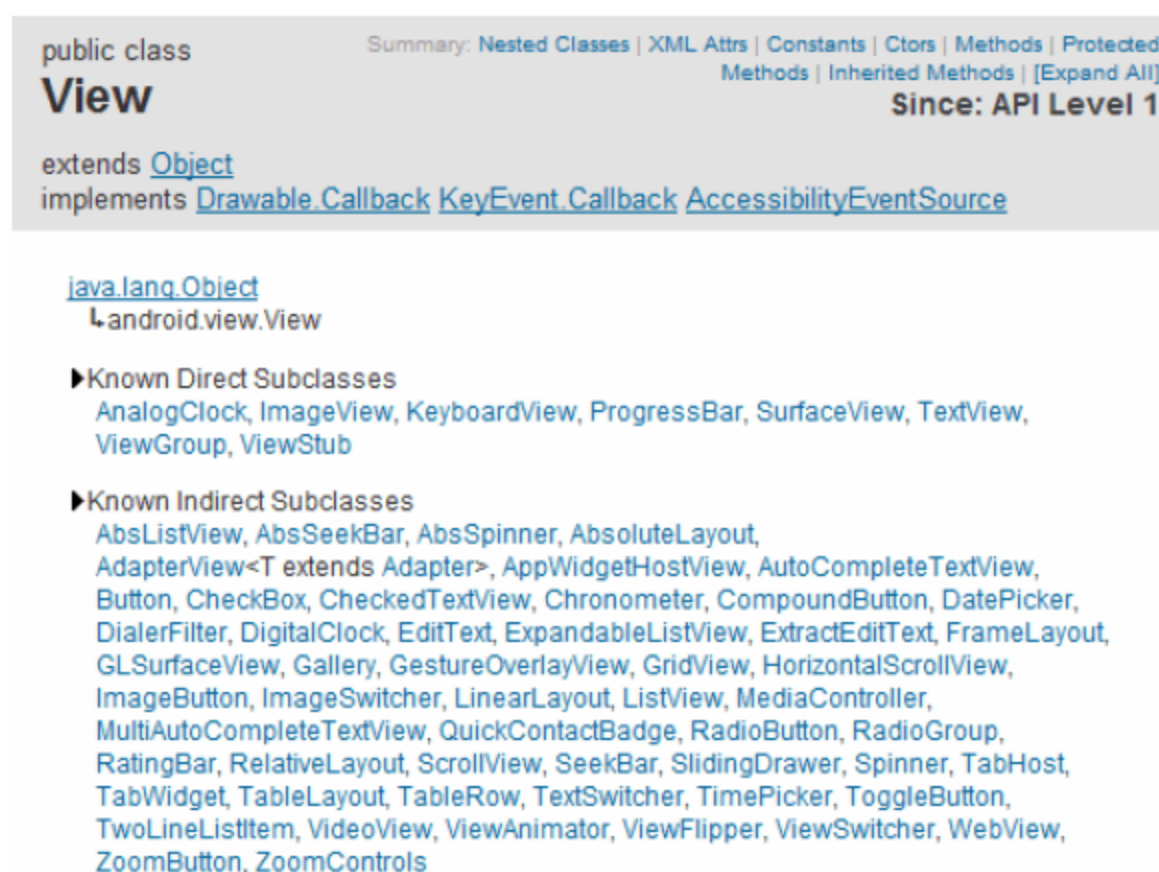 public class
Summary: Nested Classes | XML Attrs | Constants | Ctors | Methods | Protected
Methods | Inherited Methods | [Expand All]
View
Since: API Level 1
extends Object
implements Drawable.Callback KeyEvent.Callback AccessibilityEventSource
java.lang.Object
↳android.view.View
▶Known Direct Subclasses
AnalogClock, ImageView, KeyboardView, ProgressBar, SurfaceView, TextView,
ViewGroup, ViewStub
▶Known Indirect Subclasses
AbsListView, AbsSeekBar, AbsSpinner, AbsoluteLayout,
AdapterView<T extends Adapter>, AppWidgetHostView, AutoCompleteTextView,
Button, CheckBox, CheckedTextView, Chronometer, CompoundButton, DatePicker,
DialerFilter, DigitalClock, EditText, ExpandableListView, ExtractEditText, FrameLayout,
GLSurfaceView, Gallery, GestureOverlayView, GridView, HorizontalScrollView,
ImageButton, ImageSwitcher, LinearLayout, ListView, MediaController,
MultiAutoCompleteTextView, QuickContactBadge, RadioButton, RadioGroup,
RatingBar, RelativeLayout, ScrollView, SeekBar, SlidingDrawer, Spinner, TabHost,
TabWidget, TableLayout, TableRow, TextSwitcher, TimePicker, ToggleButton,
TwoLineListItem, VideoView, ViewAnimator, ViewFlipper, ViewSwitcher, WebView,
ZoomButton, ZoomControls